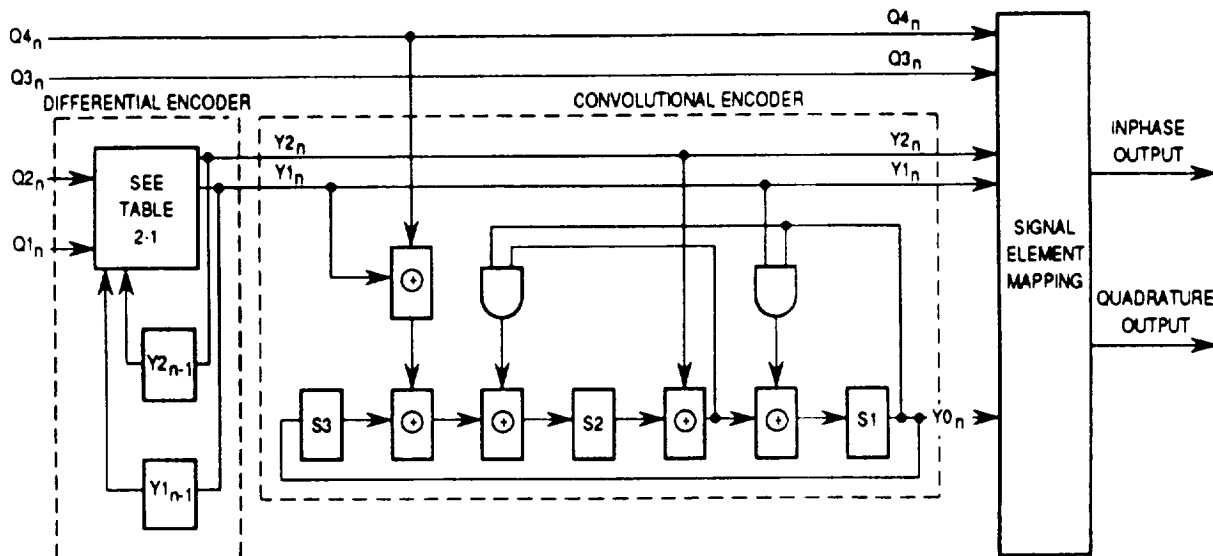 Q4n
Q4n
Q3n
Q3n
DIFFERENTIAL ENCODER
CONVOLUTIONAL ENCODER
Y2n
Y2n
Q2n
Y1n
Y1n
SEE
TABLE
2-1
Q1n
INPHASE
OUTPUT
SIGNAL
ELEMENT
MAPPING
QUADRATURE
OUTPUT
+
Y2n-1
S3
+
+
S2
+
+
S1
Y0n
Y1n-1